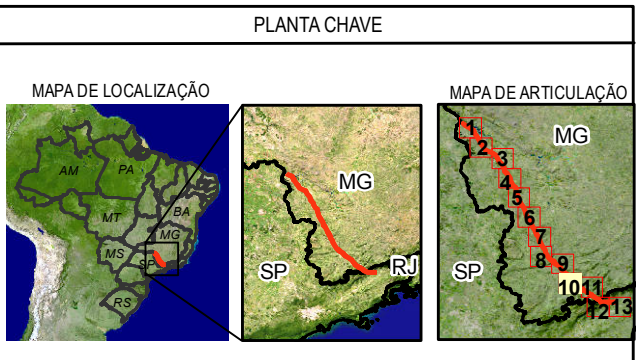 PLANTA CHAVE
MAPA DE LOCALIZAÇÃO
AM
PA
MT
BA
MG
MS
SP
RS
MG
SP
RJ
MAPA DE ARTICULAÇÃO
MG
SP
1
2
3
4
5
6
7
8
9
10
11
12
13